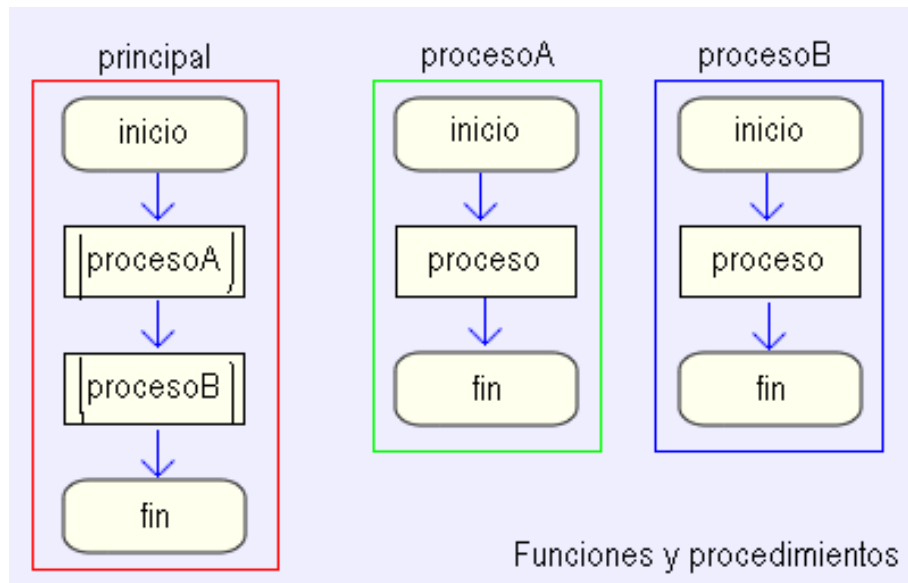 principal
inicio
procesoA
procesoB
fin
procesoA
inicio
proceso
fin
procesoB
inicio
proceso
fin
Funciones y procedimientos